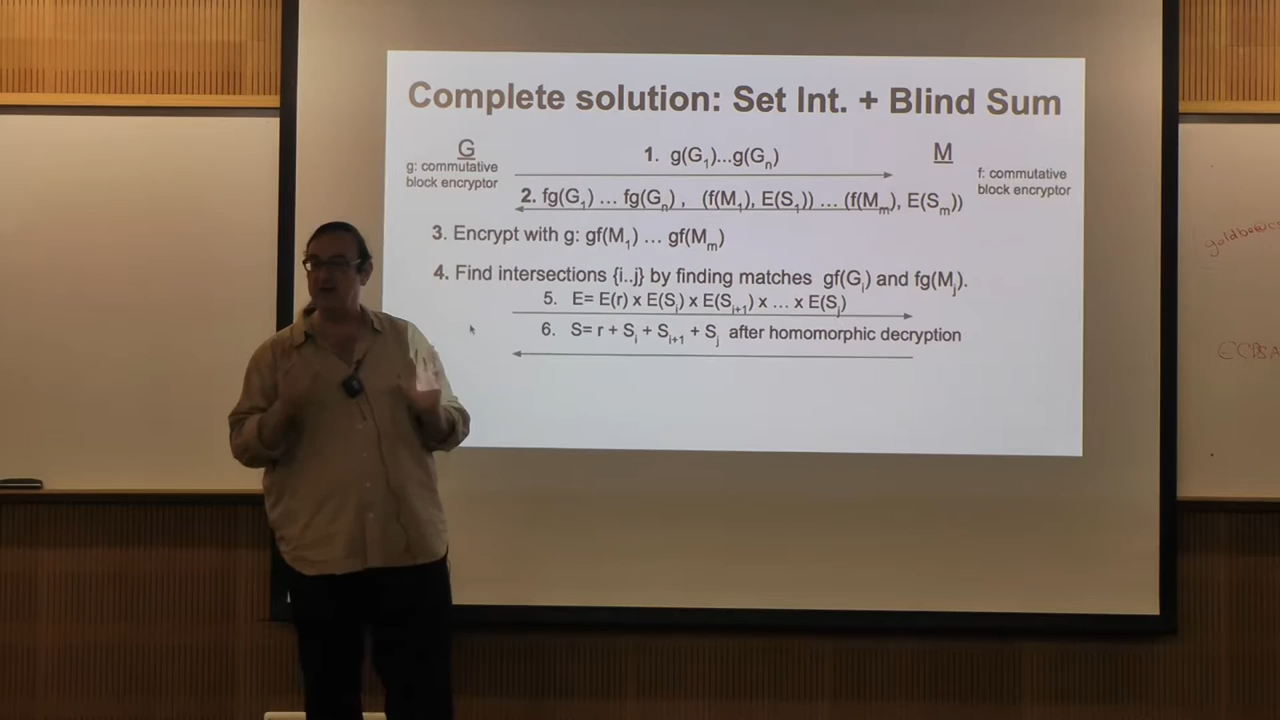 Complete solution: Set Int. + Blind Sum
G
g: commutative
block encryptor
1. g(G₁)...g(Gₙ)
M
f: commutative
block encryptor
2. fg(G₁) ... fg(Gₙ) , (f(M₁), E(S₁)) ... (f(Mₘ), E(Sₘ))
3. Encrypt with g: gf(M₁) ... gf(Mₘ)
4. Find intersections {i..j} by finding matches gf(Gᵢ) and fg(Mⱼ).
5. E= E(r) x E(Sᵢ) x E(Sᵢ₊₁) x ... x E(Sⱼ)
6. S= r + Sᵢ + Sᵢ₊₁ + Sⱼ after homomorphic decryption